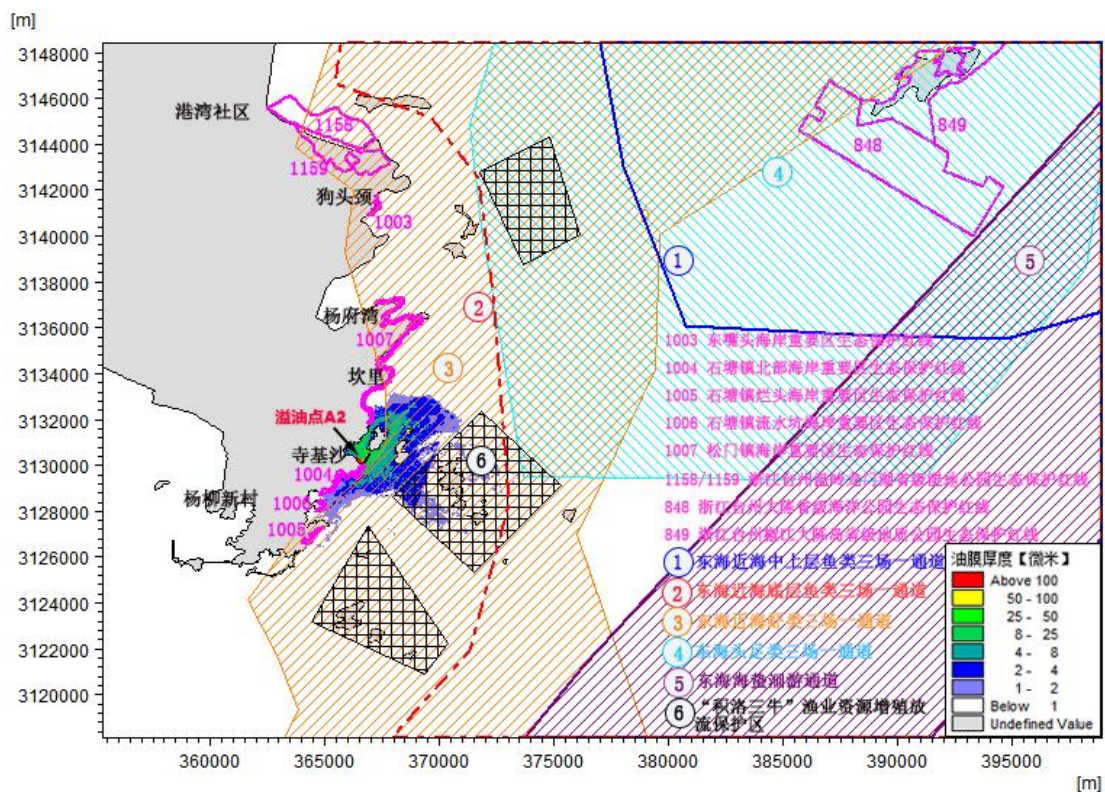 [m]
3148000
3146000
3144000
3142000
3140000
3138000
3136000
3134000
3132000
3130000
3128000
3126000
3124000
3122000
3120000
港湾社区
1158
1159
狗头颈
1003
848
849
4
1
5
2
杨府湾
1007
3
坎里
溢油点A2
寺基沙
6
1004
杨柳新村
1006
1005
1003 东嘴头海岸重要区生态保护红线
1004 石塘镇北部海岸重要区生态保护红线
1005 石塘镇烂头海岸重要区生态保护红线
1006 石塘镇流水坑海岸重要区生态保护红线
1007 松门镇海岸重要区生态保护红线
848 浙江台州大陈省级海洋公园生态保护红线
849 浙江台州椒江大陈岛省级地质公园生态保护红线
1 东海近海中上层鱼类三场一通道
2 东海近海底层鱼类三场一通道
3 东海近海虾类三场一通道
4 东海头足类三场一通道
5 东海海蜇洄游通道
6 “积洛三牛”渔业资源增殖放
流保护区
油膜厚度【微米】
Above 100
50 - 100
25 - 50
8 - 25
4 - 8
2 - 4
1 - 2
Below 1
Undefined Value
360000
365000
370000
375000
380000
385000
390000
395000
[m]